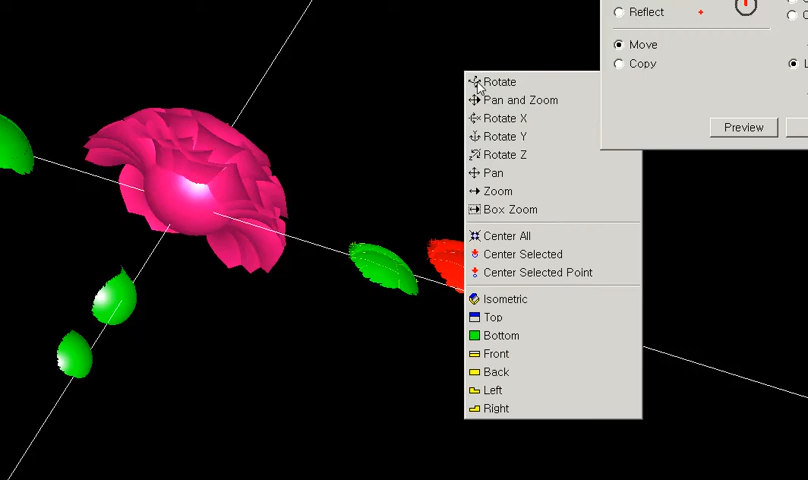 Reflect
Move
Copy
Preview
Rotate
Pan and Zoom
Rotate X
Rotate Y
Rotate Z
Pan
Zoom
Box Zoom
Center All
Center Selected
Center Selected Point
Isometric
Top
Bottom
Front
Back
Left
Right